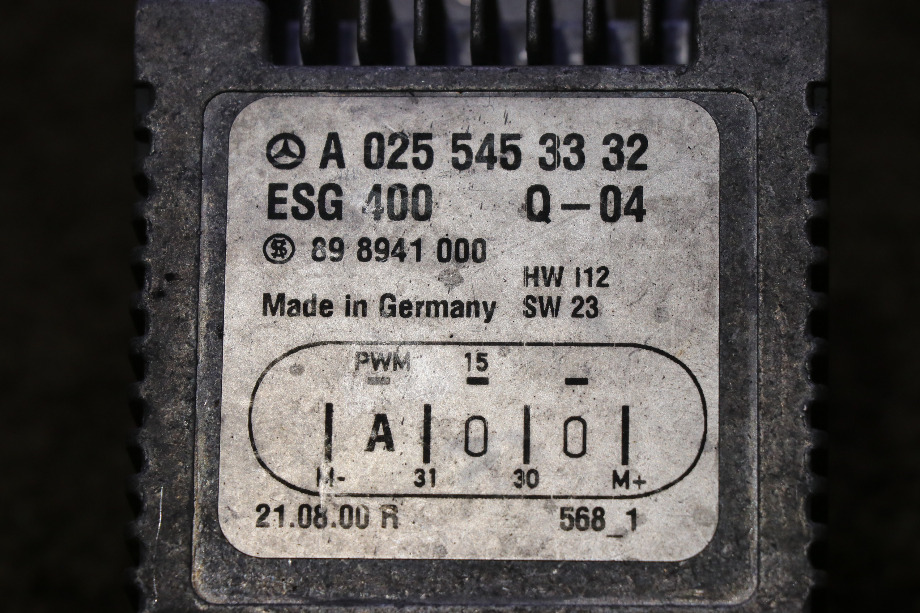 A 025 545 33 32
ESG 400 Q - 04
89 8941 000
HW I12
Made in Germany SW 23
PWM 15
A 0 0
M- 31 30 M+
21.08.00 R 568_1